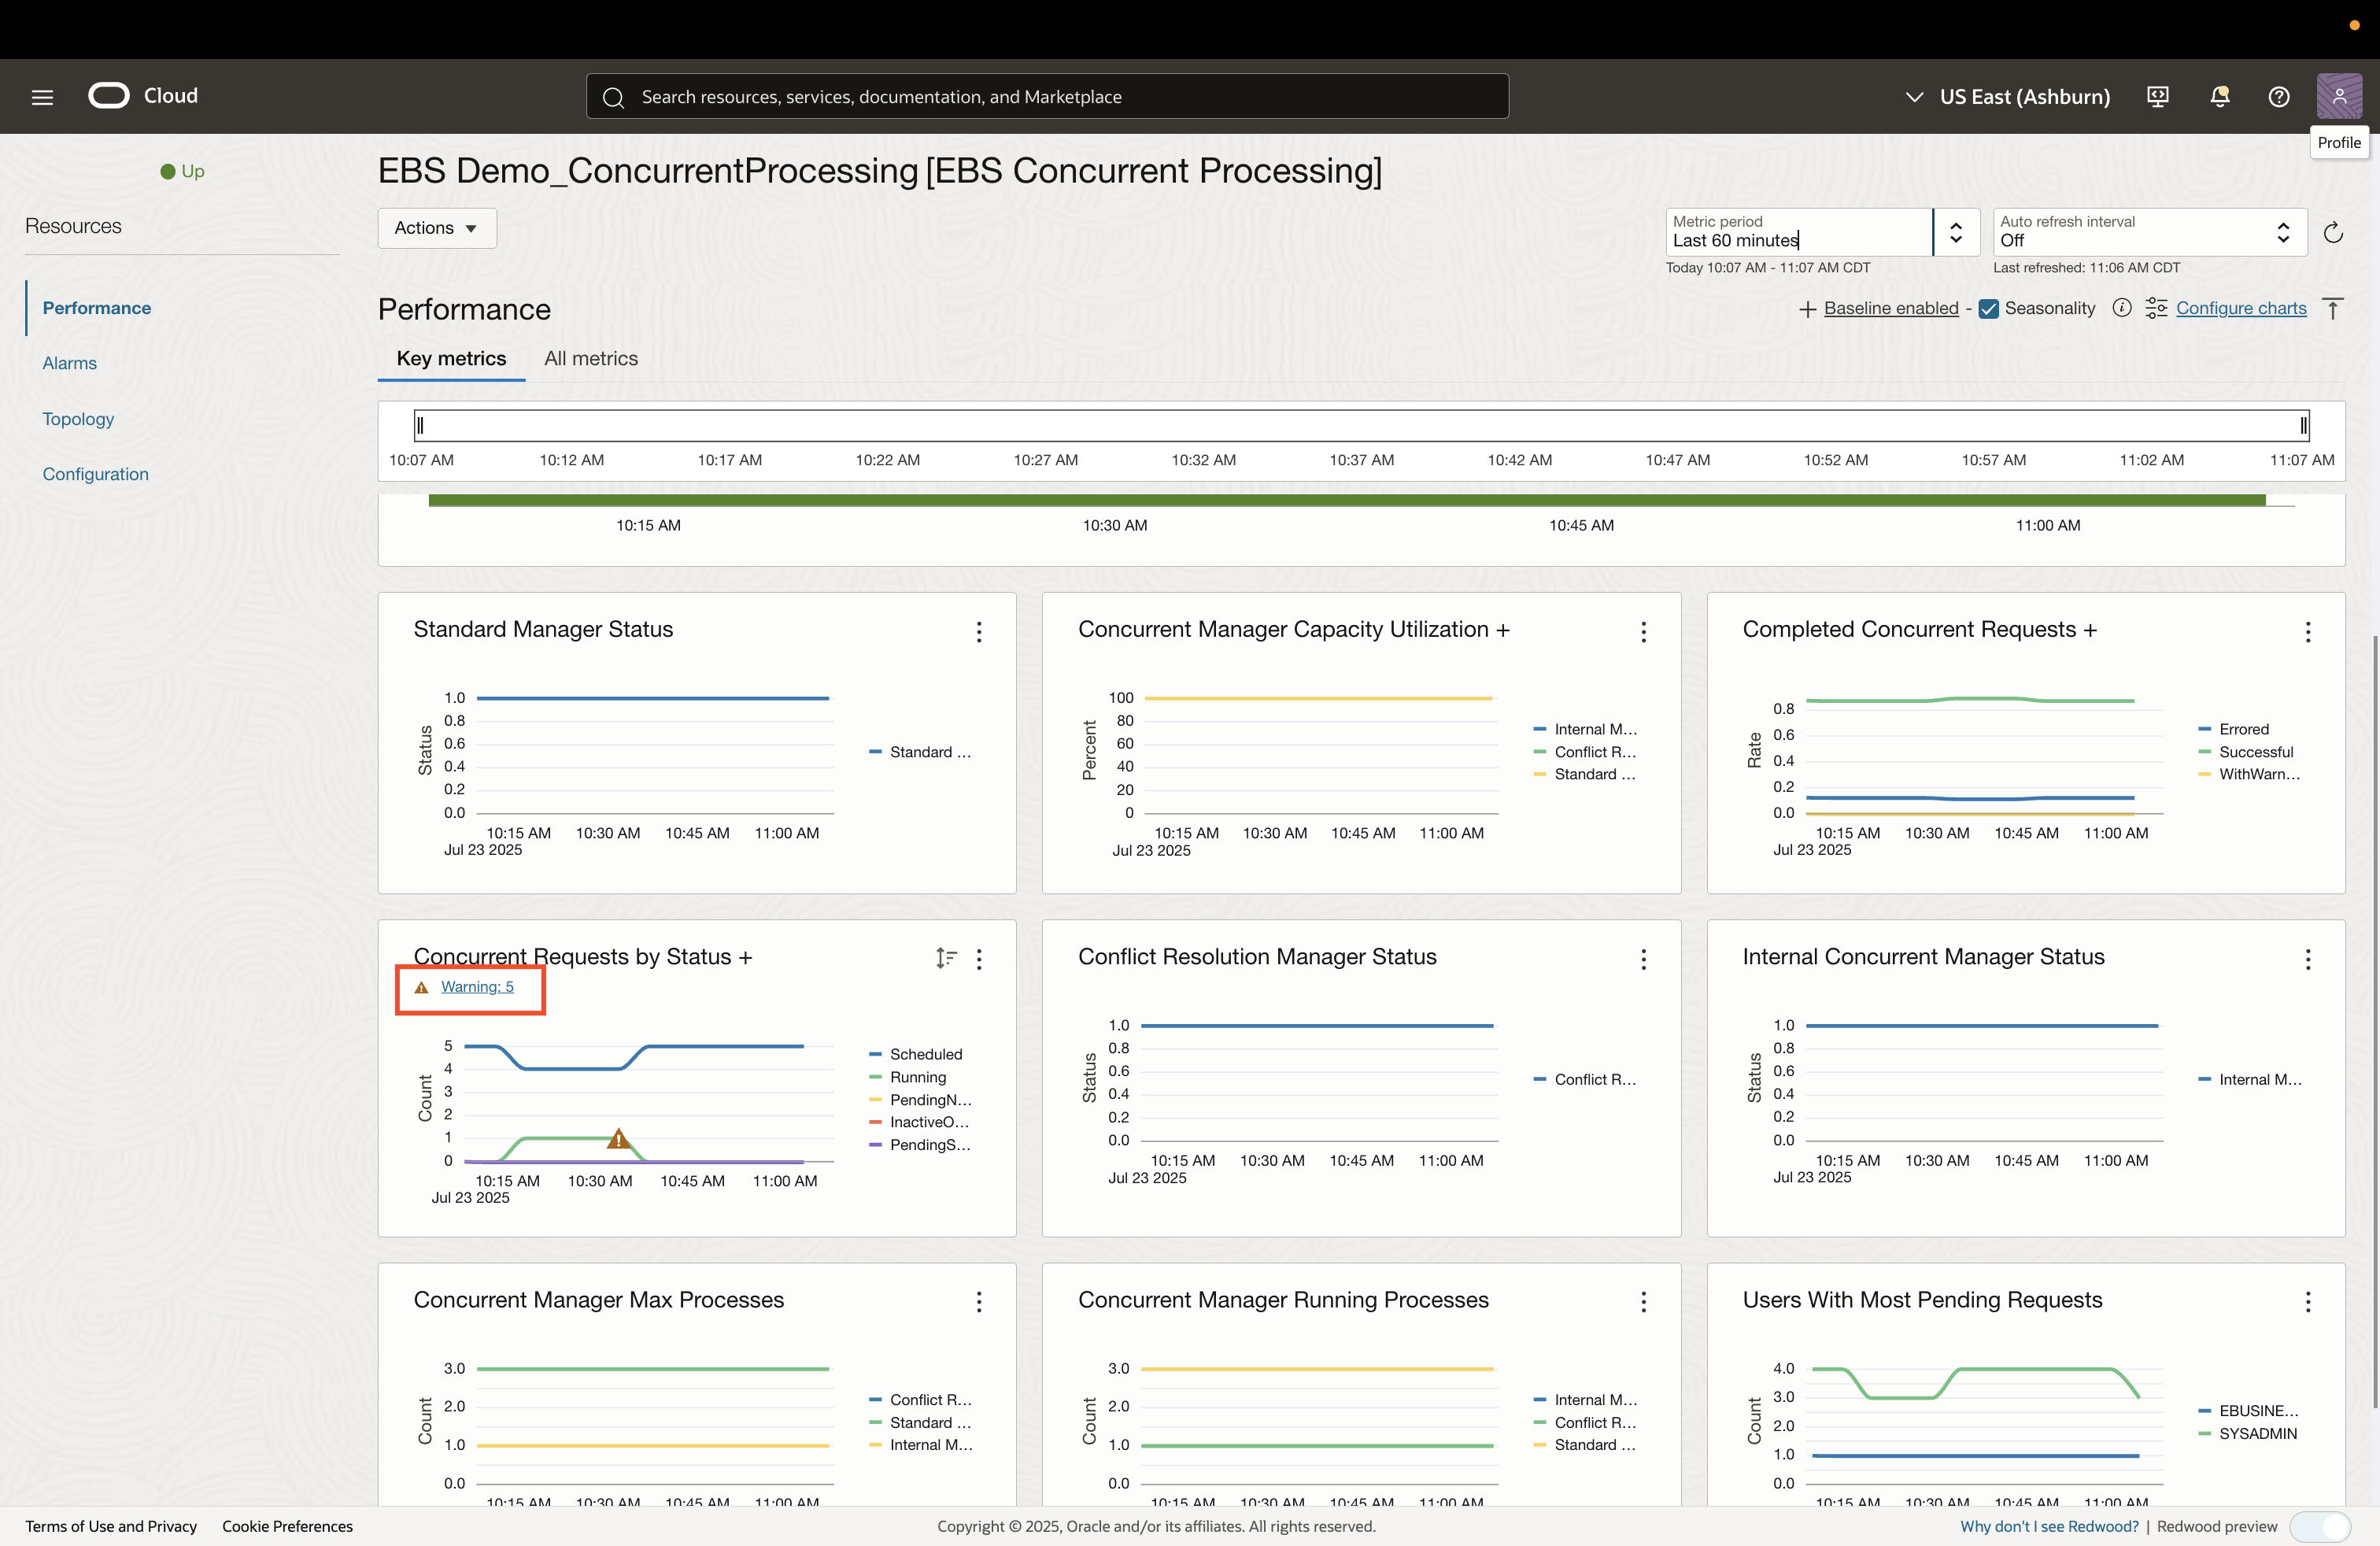 Cloud
Search resources, services, documentation, and Marketplace
US East (Ashburn)
Profile
Up
EBS Demo_ConcurrentProcessing [EBS Concurrent Processing]
Resources
Performance
Alarms
Topology
Configuration
Actions
Metric period
Last 60 minutes
Today 10:07 AM - 11:07 AM CDT
Auto refresh interval
Off
Last refreshed: 11:06 AM CDT
Performance
Baseline enabled - Seasonality
Configure charts
Key metrics
All metrics
10:07 AM 10:12 AM 10:17 AM 10:22 AM 10:27 AM 10:32 AM 10:37 AM 10:42 AM 10:47 AM 10:52 AM 10:57 AM 11:02 AM 11:07 AM
10:15 AM 10:30 AM 10:45 AM 11:00 AM
Standard Manager Status
Status
1.0
0.8
0.6
0.4
0.2
0.0
10:15 AM 10:30 AM 10:45 AM 11:00 AM
Jul 23 2025
Standard ...
Concurrent Manager Capacity Utilization +
Percent
100
80
60
40
20
0
10:15 AM 10:30 AM 10:45 AM 11:00 AM
Jul 23 2025
Internal M...
Conflict R...
Standard ...
Completed Concurrent Requests +
Rate
0.8
0.6
0.4
0.2
0.0
10:15 AM 10:30 AM 10:45 AM 11:00 AM
Jul 23 2025
Errored
Successful
WithWarn...
Concurrent Requests by Status +
Warning: 5
Count
5
4
3
2
1
0
10:15 AM 10:30 AM 10:45 AM 11:00 AM
Jul 23 2025
Scheduled
Running
PendingN...
InactiveO...
PendingS...
Conflict Resolution Manager Status
Status
1.0
0.8
0.6
0.4
0.2
0.0
10:15 AM 10:30 AM 10:45 AM 11:00 AM
Jul 23 2025
Conflict R...
Internal Concurrent Manager Status
Status
1.0
0.8
0.6
0.4
0.2
0.0
10:15 AM 10:30 AM 10:45 AM 11:00 AM
Jul 23 2025
Internal M...
Concurrent Manager Max Processes
Count
3.0
2.0
1.0
0.0
10:15 AM 10:30 AM 10:45 AM 11:00 AM
Conflict R...
Standard ...
Internal M...
Concurrent Manager Running Processes
Count
3.0
2.0
1.0
0.0
10:15 AM 10:30 AM 10:45 AM 11:00 AM
Internal M...
Conflict R...
Standard ...
Users With Most Pending Requests
Count
4.0
3.0
2.0
1.0
0.0
10:15 AM 10:30 AM 10:45 AM 11:00 AM
EBUSINE...
SYSADMIN
Terms of Use and Privacy
Cookie Preferences
Copyright © 2025, Oracle and/or its affiliates. All rights reserved.
Why don't I see Redwood? | Redwood preview